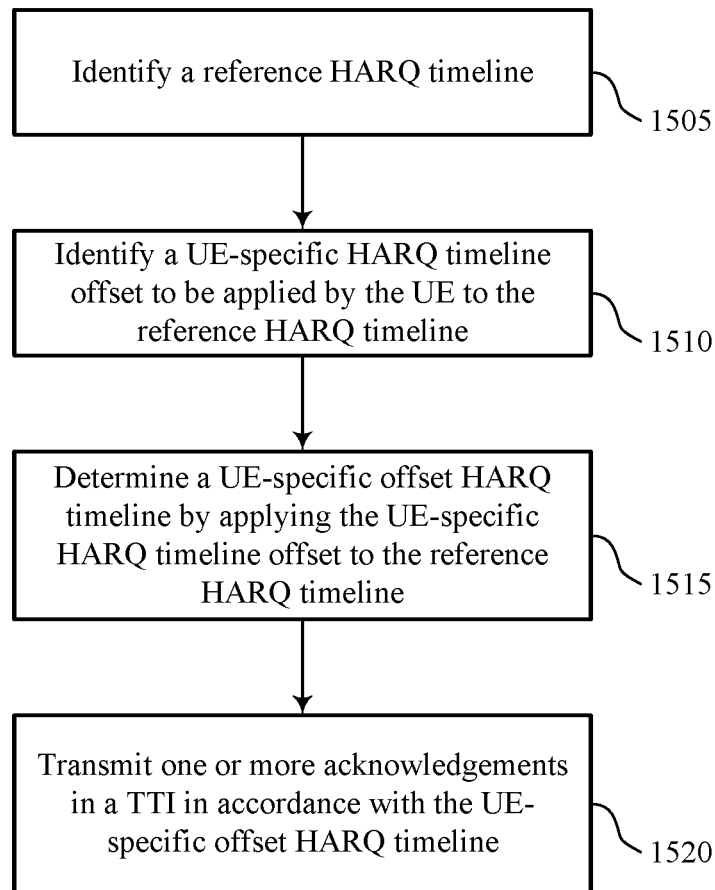 Identify a reference HARQ timeline
1505
Identify a UE-specific HARQ timeline
offset to be applied by the UE to the
reference HARQ timeline
1510
Determine a UE-specific offset HARQ
timeline by applying the UE-specific
HARQ timeline offset to the reference
HARQ timeline
1515
Transmit one or more acknowledgements
in a TTI in accordance with the UE-
specific offset HARQ timeline
1520